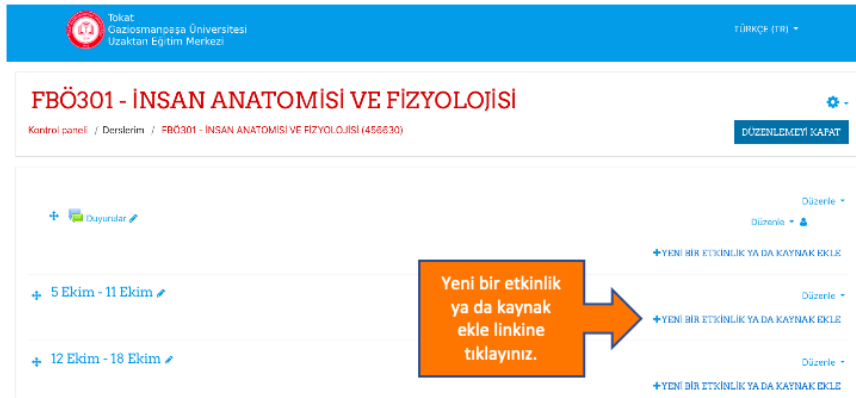 Tokat
Gaziosmanpaşa Üniversitesi
Uzaktan Eğitim Merkezi
TÜRKÇE (TR)
FBÖ301 - İNSAN ANATOMİSİ VE FİZYOLOJİSİ
Kontrol paneli / Derslerim / FBÖ301 - İNSAN ANATOMİSİ VE FİZYOLOJİSİ (456630)
DÜZENLEMEYİ KAPAT
Düzenle
Duyurular
Düzenle
+YENİ BİR ETKİNLİK YA DA KAYNAK EKLE
5 Ekim - 11 Ekim
Düzenle
Yeni bir etkinlik
ya da kaynak
ekle linkine
tıklayınız.
+YENİ BİR ETKİNLİK YA DA KAYNAK EKLE
12 Ekim - 18 Ekim
Düzenle
+YENİ BİR ETKİNLİK YA DA KAYNAK EKLE